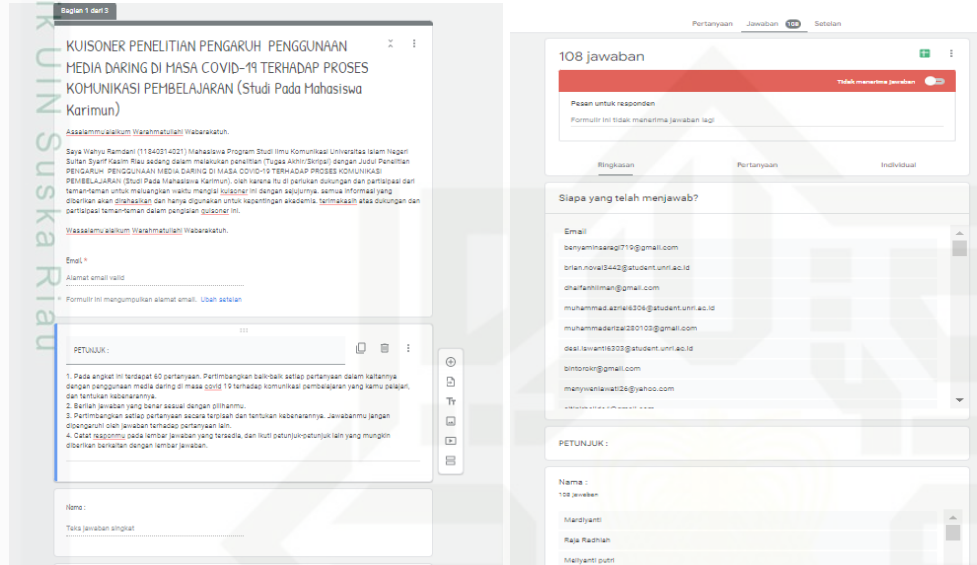 Bagian 1 dari 3
KUISONER PENELITIAN PENGARUH PENGGUNAAN
MEDIA DARING DI MASA COVID-19 TERHADAP PROSES
KOMUNIKASI PEMBELAJARAN (Studi Pada Mahasiswa
Karimun)
Assalammualaikum Warahmatullahi Wabarakatuh.
Saya Wahyu Ramdani (11840314021) Mahasiswa Program Studi Ilmu Komunikasi Universitas Islam Negeri
Sultan Syarif Kasim Riau sedang dalam melakukan penelitian (Tugas Akhir/Skripsi) dengan Judul Penelitian
PENGARUH PENGGUNAAN MEDIA DARING DI MASA COVID-19 TERHADAP PROSES KOMUNIKASI
PEMBELAJARAN (Studi Pada Mahasiswa Karimun). oleh karena itu di perlukan dukungan dan partisipasi dari
teman-teman untuk meluangkan waktu mengisi kuisoner ini dengan sejujurnya. semua informasi yang
diberikan akan dirahasikan dan hanya digunakan untuk kepentingan akademis. terimakasih atas dukungan dan
partisipasi teman-teman dalam pengisian quisoner ini.
Wassalamu'alaikum Warahmatullahi Wabarakatuh.
Email *
Alamat email valid
Formulir ini mengumpulkan alamat email. Ubah setelan
PETUNJUK :
1. Pada angket ini terdapat 60 pertanyaan. Pertimbangkan baik-baik setiap pertanyaan dalam kaitannya
dengan penggunaan media daring di masa covid 19 terhadap komunikasi pembelajaran yang kamu pelajari,
dan tentukan kebenarannya.
2. Berilah jawaban yang benar sesuai dengan pilihanmu.
3. Pertimbangkan setiap pertanyaan secara terpisah dan tentukan kebenarannya. Jawabanmu jangan
dipengaruhi oleh jawaban terhadap pertanyaan lain.
4. Catat responmu pada lembar jawaban yang tersedia, dan ikuti petunjuk-petunjuk lain yang mungkin
diberikan berkaitan dengan lembar jawaban.
Nama :
Teks jawaban singkat
Pertanyaan Jawaban 108 Setelan
108 jawaban
Tidak menerima jawaban
Pesan untuk responden
Formulir ini tidak menerima jawaban lagi
Ringkasan Pertanyaan Individual
Siapa yang telah menjawab?
Email
benyaminsaragi719@gmail.com
brian.noval3442@student.unri.ac.id
dhaifanhilman@gmail.com
muhammad.azriel6306@student.unri.ac.id
muhammaderizal280103@gmail.com
desi.iswanti6303@student.unri.ac.id
bintorokr@gmail.com
menyweniawati26@yahoo.com
PETUNJUK :
Nama :
108 jawaban
Mardiyanti
Raja Radhiah
Meliyanti putri
k UIN Suska Riau